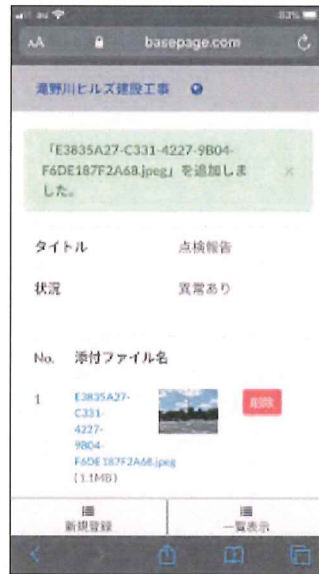 au
83%
AA
basepage.com
滝野川ヒルズ建設工事
「E3835A27-C331-4227-9B04-
F6DE187F2A68.jpeg」を追加しま
した。
×
タイトル 点検報告
状況 異常あり
No. 添付ファイル名
1 E3835A27-
C331-
4227-
9B04-
F6DE187F2A68.jpeg
(1.1MB)
削除
新規登録 一覧表示